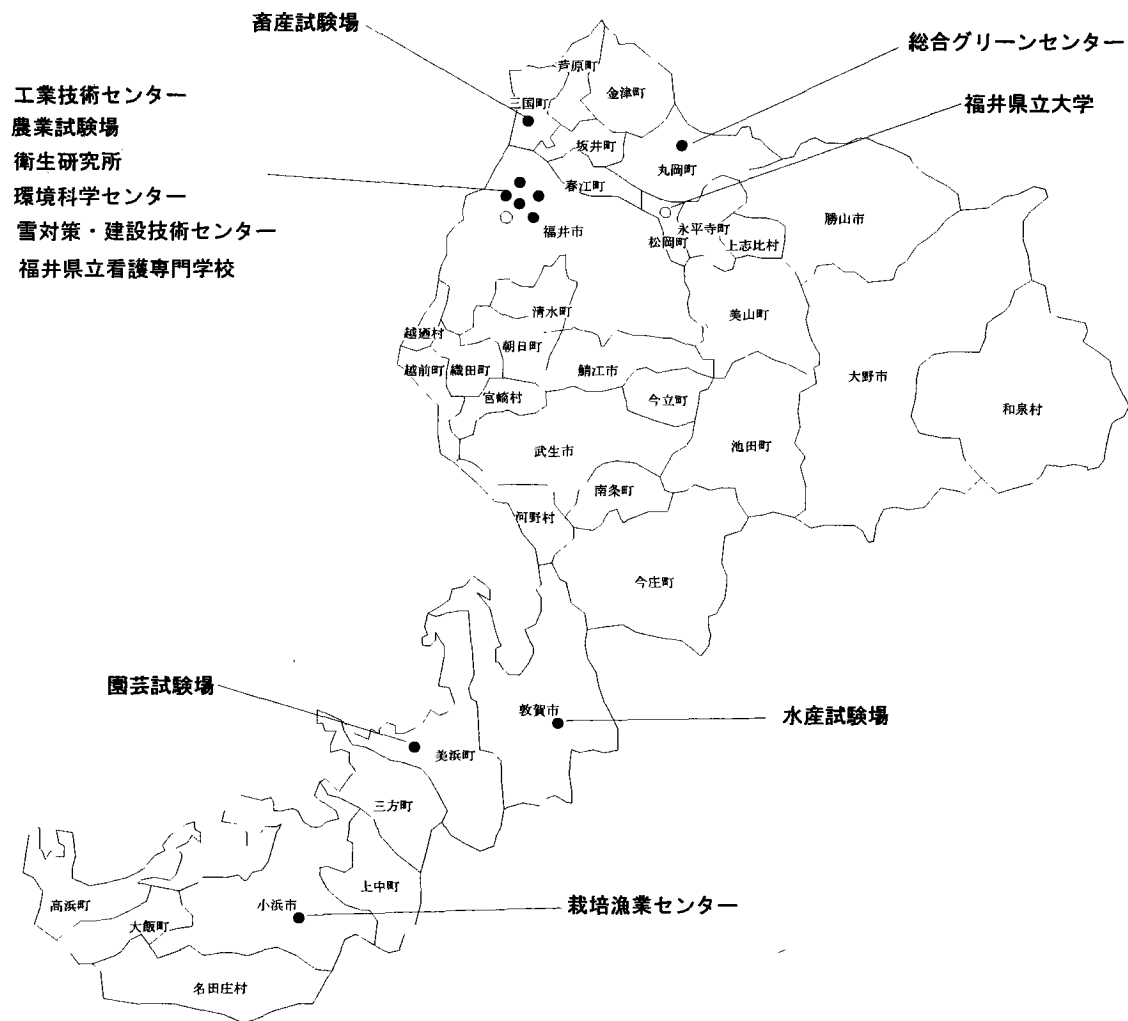 畜産試験場
総合グリーンセンター
工業技術センター
農業試験場
衛生研究所
環境科学センター
雪対策・建設技術センター
福井県立看護専門学校
福井県立大学
芦原町
金津町
三国町
坂井町
丸岡町
春江町
福井市
松岡町
永平寺町
上志比村
勝山市
清水町
美山町
越廼村
朝日町
越前町
織田町
鯖江市
大野市
宮崎村
今立町
和泉村
武生市
池田町
南条町
河野村
今庄町
園芸試験場
敦賀市
水産試験場
美浜町
三方町
上中町
高浜町
小浜市
栽培漁業センター
大飯町
名田庄村